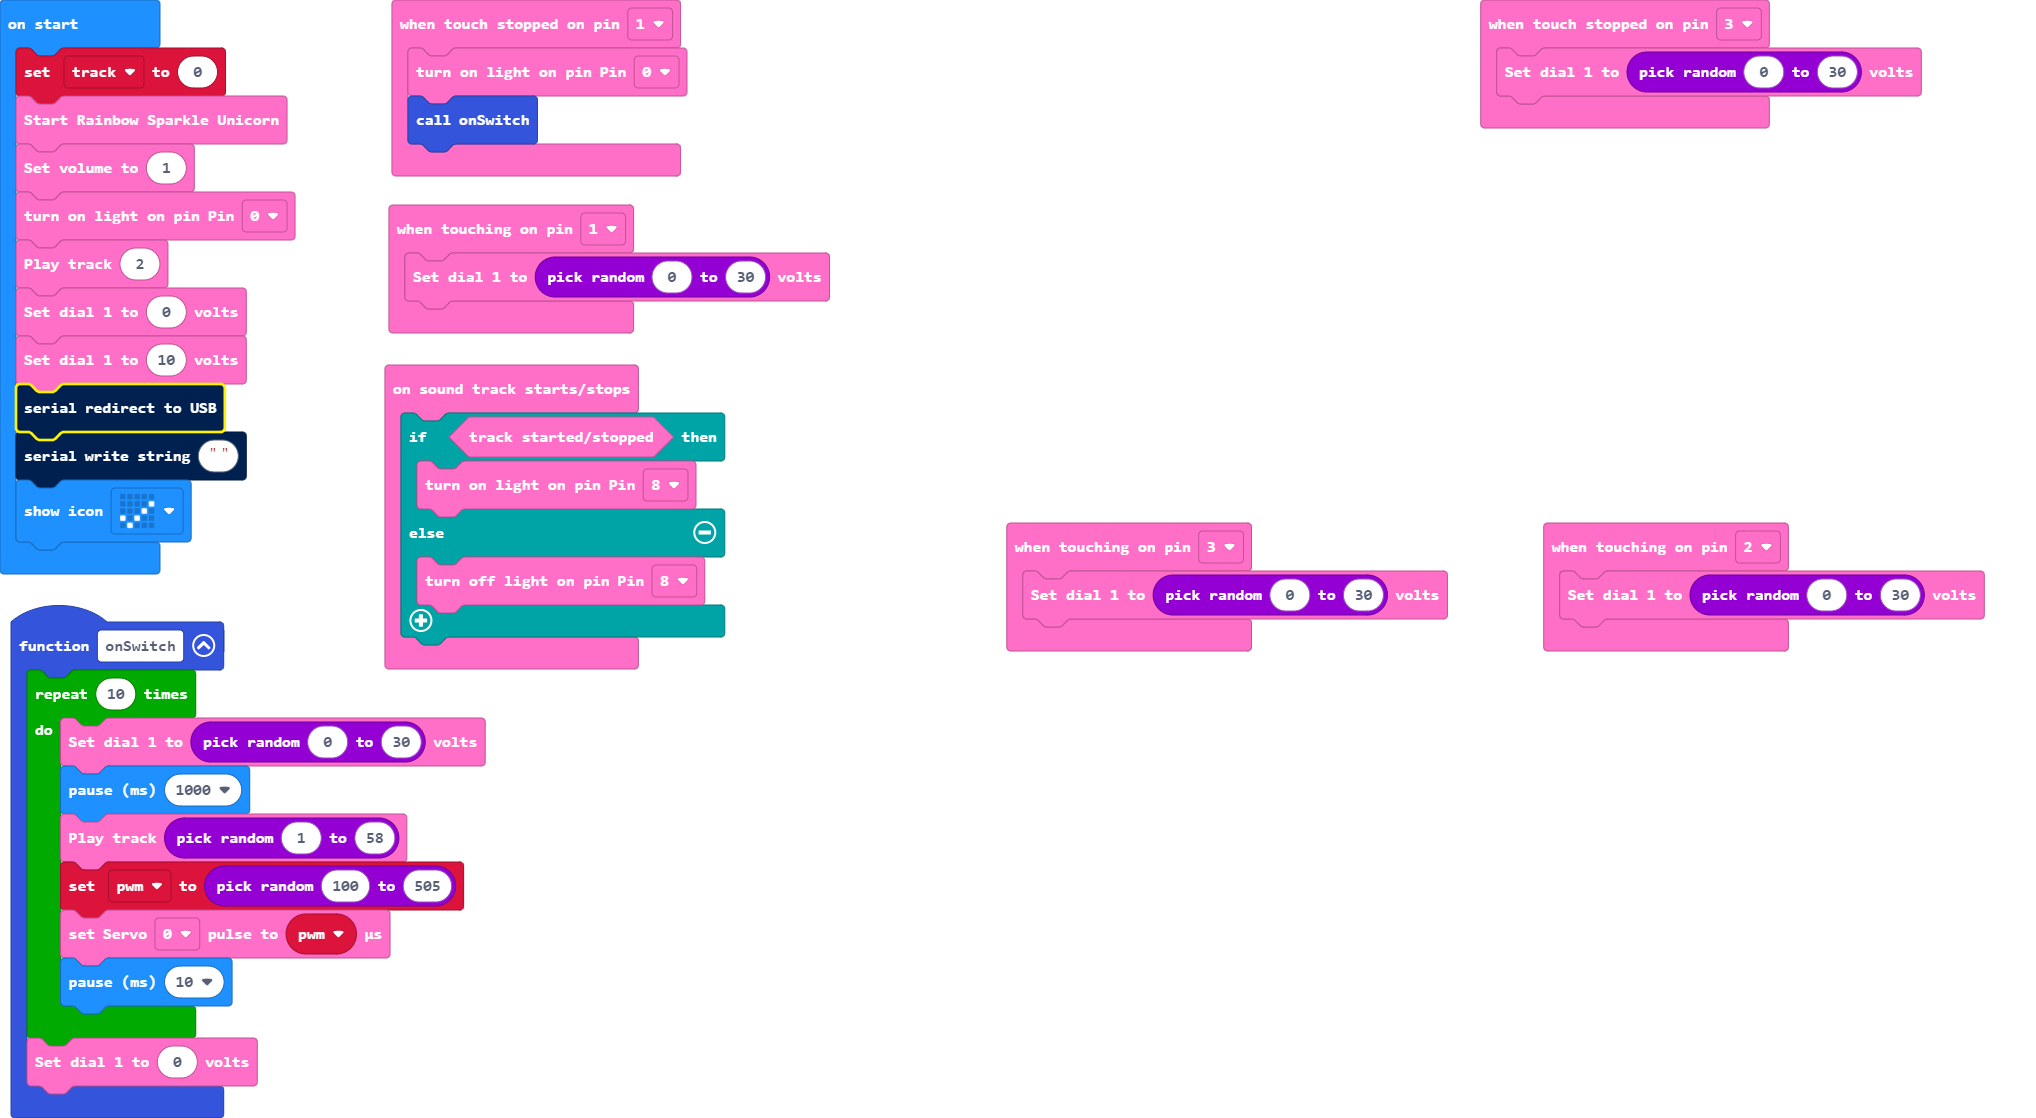 on start
set track to 0
Start Rainbow Sparkle Unicorn
Set volume to 1
turn on light on pin Pin 0
Play track 2
Set dial 1 to 0 volts
Set dial 1 to 10 volts
serial redirect to USB
serial write string " "
show icon
function onSwitch
repeat 10 times
do
Set dial 1 to pick random 0 to 30 volts
pause (ms) 1000
Play track pick random 1 to 58
set pwm to pick random 100 to 505
set Servo 0 pulse to pwm µs
pause (ms) 10
Set dial 1 to 0 volts
when touch stopped on pin 1
turn on light on pin Pin 0
call onSwitch
when touching on pin 1
Set dial 1 to pick random 0 to 30 volts
on sound track starts/stops
if track started/stopped then
turn on light on pin Pin 8
else
turn off light on pin Pin 8
when touching on pin 3
Set dial 1 to pick random 0 to 30 volts
when touch stopped on pin 3
Set dial 1 to pick random 0 to 30 volts
when touching on pin 2
Set dial 1 to pick random 0 to 30 volts